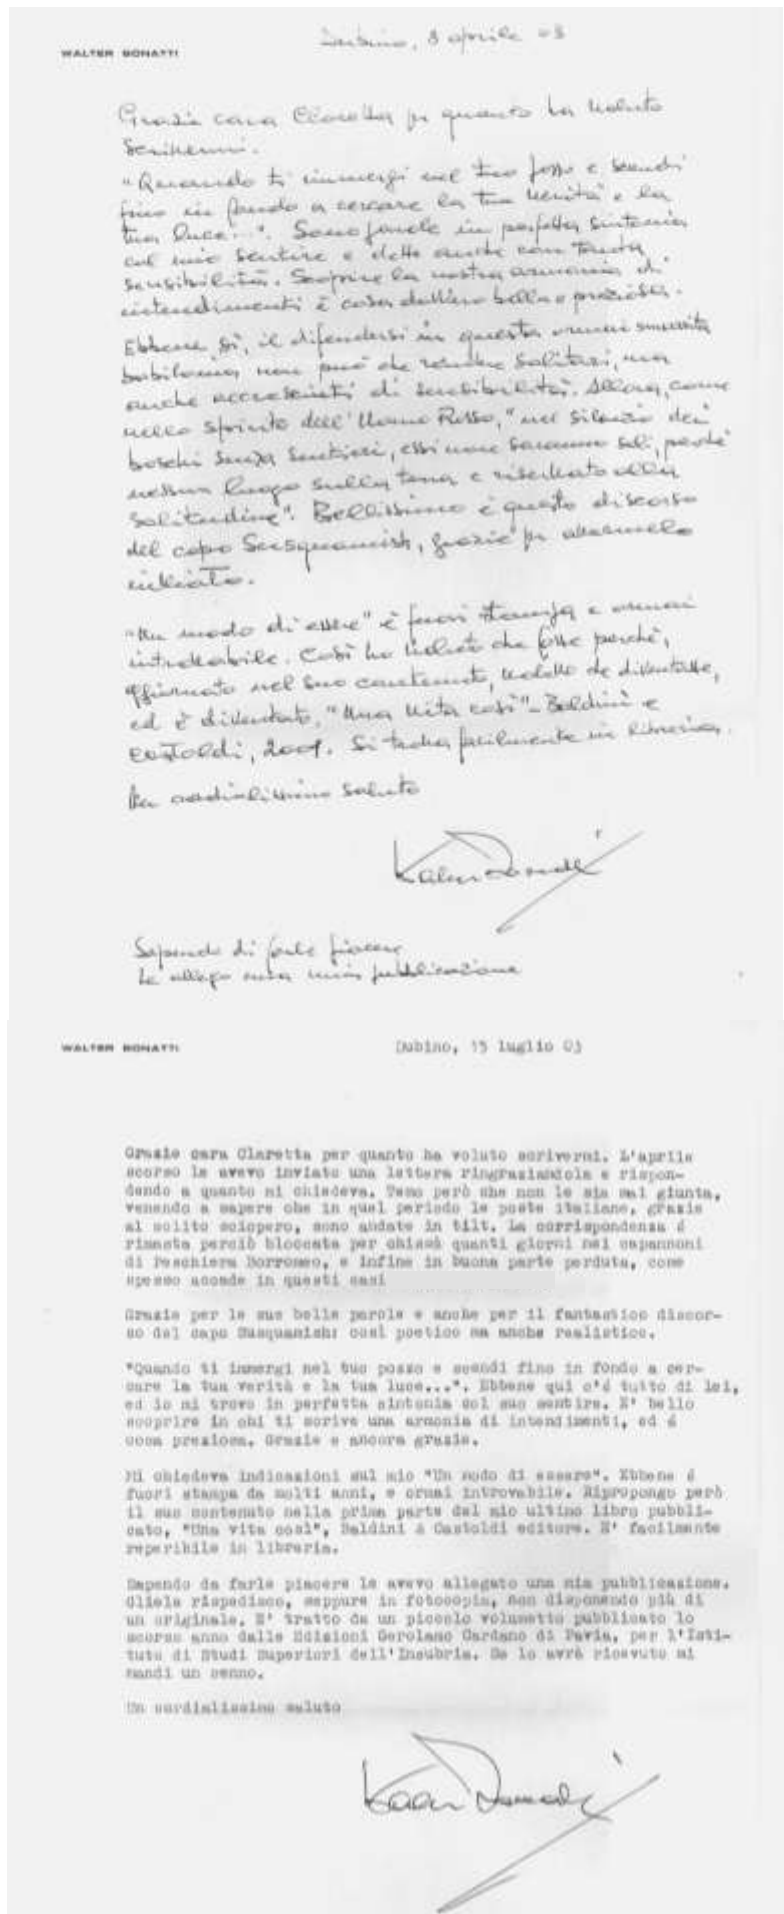 WALTER BONATTI
Dubino, 8 aprile 03
Grazie cara Claretta per quanto ha voluto
scrivermi.
"Quando ti immergi nel tuo pozzo e scendi
fino in fondo a cercare la tua verità e la
tua luce...". Sono parole in perfetta sintonia
col mio sentire e dette anche con tanta
sensibilità. Scoprire la nostra armonia di
intendimenti è cosa davvero bella e preziosa.
Ebbene sì, il difendersi in questa ormai
babilonia non può che rendere solitari, ma
anche accresciuti di sensibilità. Allora, come
nello spirito dell'Uomo Rosso, "nel silenzio dei
boschi senza sentieri, essi non saranno soli, perché
nessun luogo sulla terra è riservato alla
solitudine". Bellissimo è questo discorso
del capo Susquamish, grazie per avermelo
inviato.
"Un modo di essere" è fuori stampa e ormai
introvabile. Così ho voluto che fosse perché,
aggiornato nel suo contenuto, che diventasse,
ed è diventato, "Una vita così" - Baldini e
Castoldi, 2001. Si trova facilmente in libreria.
Un cordialissimo saluto
Sapendo di farle piacere
Le allego una mia pubblicazione
WALTER BONATTI
Dubino, 15 luglio 03
Grazie cara Claretta per quanto ha voluto scrivermi. L'aprile
scorso le avevo inviato una lettera ringraziandola e rispon-
dendo a quanto mi chiedeva. Temo però che non le sia mai giunta,
venendo a sapere che in quel periodo le poste italiane, grazie
al solito sciopero, sono andate in tilt. La corrispondenza é
rimasta perciò bloccata per chissà quanti giorni nei capannoni
di Peschiera Borromeo, e infine in buona parte perduta, come
spesso accade in questi casi
Grazie per le sue belle parole e anche per il fantastico discor-
so del capo Susquamish: così poetico ma anche realistico.
"Quando ti immergi nel tuo pozzo e scendi fino in fondo a cer-
care la tua verità e la tua luce...". Ebbene qui c'é tutto di lei,
ed io mi trovo in perfetta sintonia col suo sentire. E' bello
scoprire in chi ti scrive una armonia di intendimenti, ed é
cosa preziosa. Grazie e ancora grazie.
Mi chiedeva indicazioni sul mio "Un modo di essere". Ebbene é
fuori stampa da molti anni, e ormai introvabile. Ripropongo però
il suo contenuto nella prima parte del mio ultimo libro pubbli-
cato, "Una vita così", Baldini & Castoldi editore. E' facilmente
reperibile in libreria.
Sapendo da farle piacere le avevo allegato una mia pubblicazione.
Gliela rispedisco, seppure in fotocopia, non disponendo più di
un originale. E' tratto da un piccolo volumetto pubblicato lo
scorso anno dalle Edizioni Gerolamo Cardano di Pavia, per l'Isti-
tuto di Studi Superiori dell'Insubria. Se lo avrà ricevuto mi
mandi un cenno.
Un cordialissimo saluto